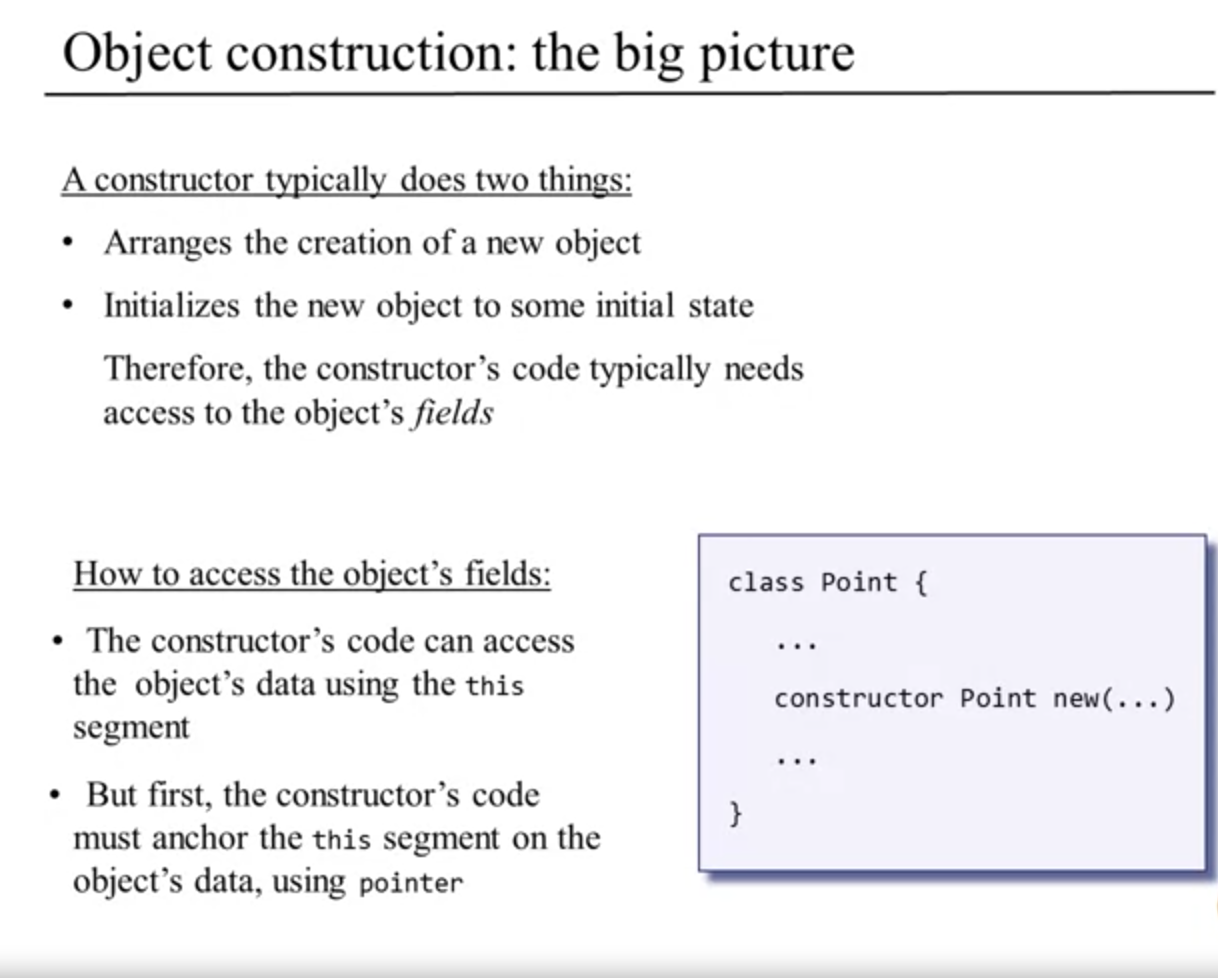 Object construction: the big picture
A constructor typically does two things:
• Arranges the creation of a new object
• Initializes the new object to some initial state
Therefore, the constructor’s code typically needs
access to the object’s fields
How to access the object’s fields:
• The constructor’s code can access
the object’s data using the this
segment
• But first, the constructor’s code
must anchor the this segment on the
object’s data, using pointer
class Point {
...
constructor Point new(...)
...
}